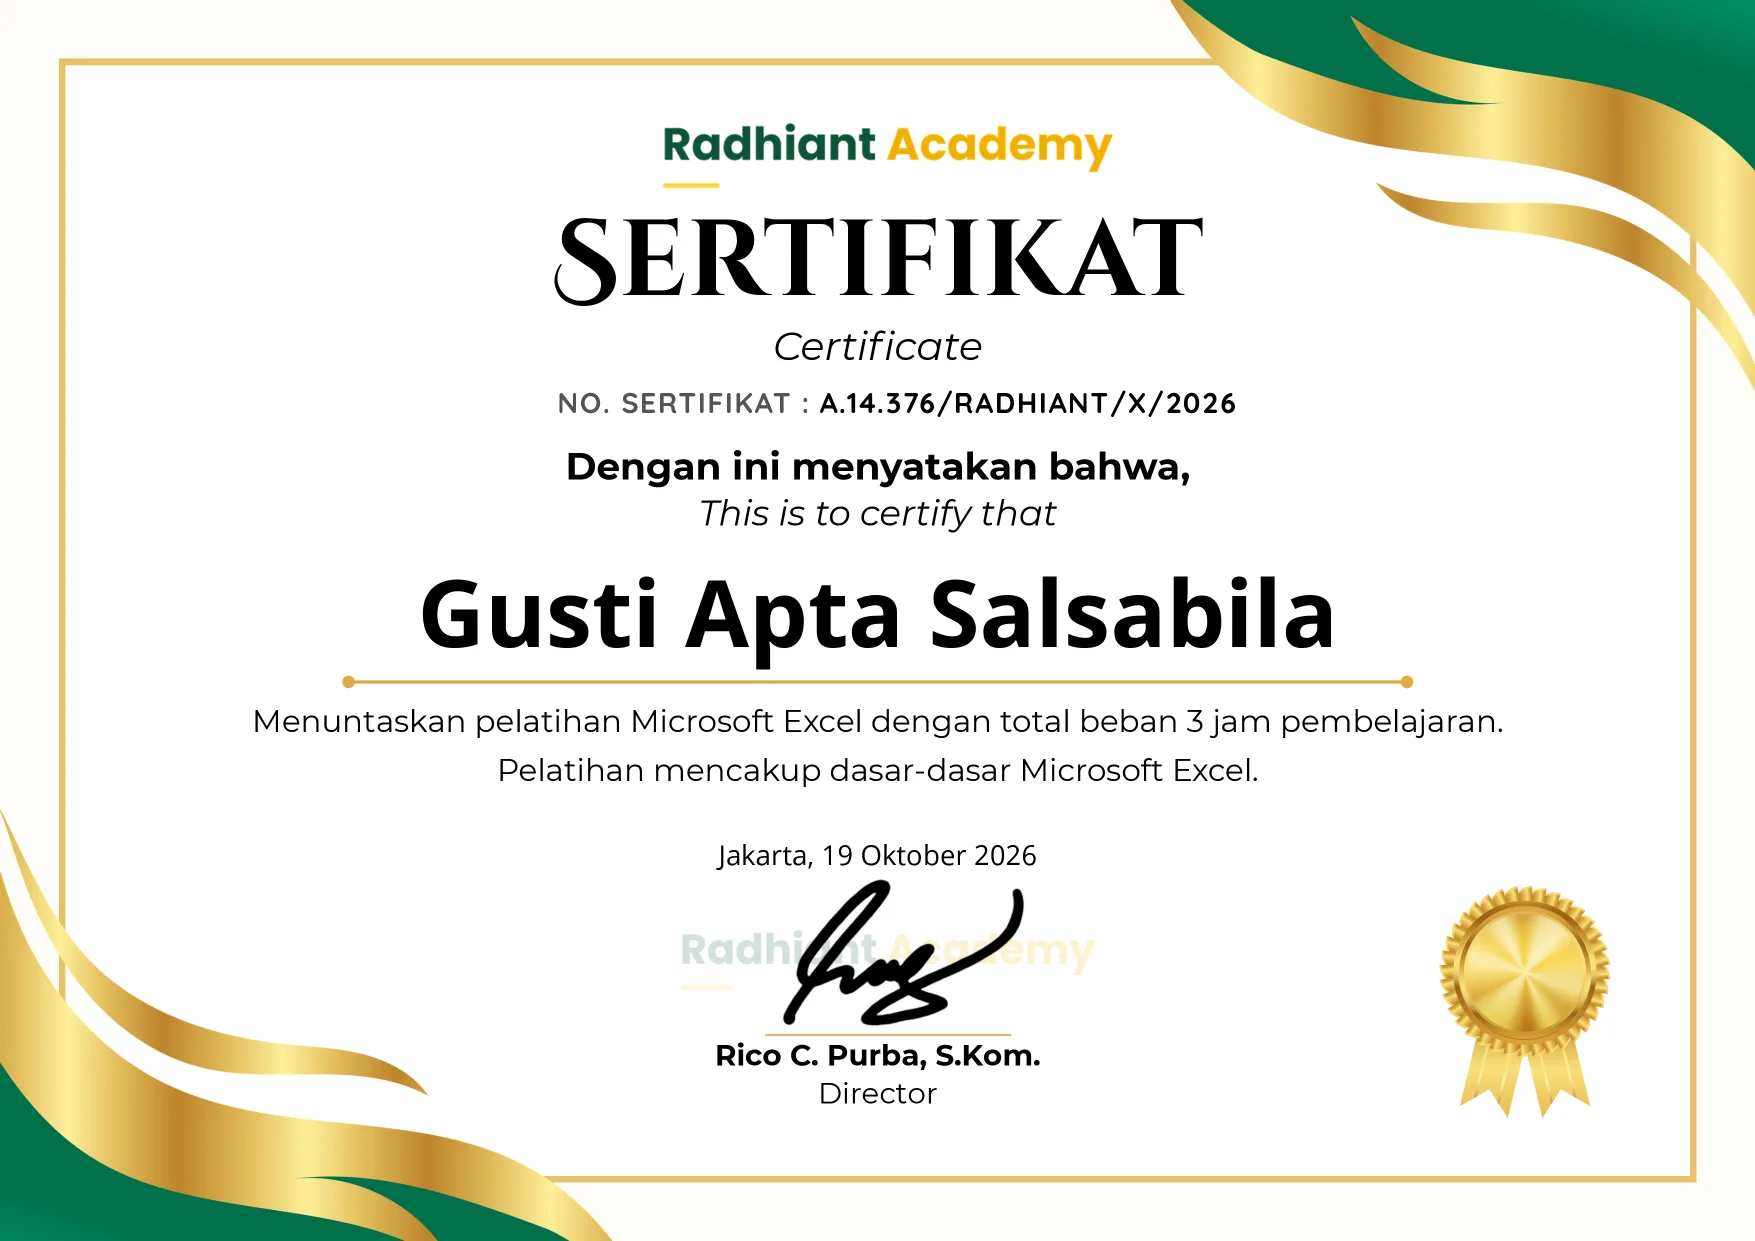 Radhiant Academy
SERTIFIKAT
Certificate
NO. SERTIFIKAT : A.14.376/RADHIANT/X/2026
Dengan ini menyatakan bahwa,
This is to certify that
Gusti Apta Salsabila
Menuntaskan pelatihan Microsoft Excel dengan total beban 3 jam pembelajaran.
Pelatihan mencakup dasar-dasar Microsoft Excel.
Jakarta, 19 Oktober 2026
Radhiant Academy
Rico C. Purba, S.Kom.
Director